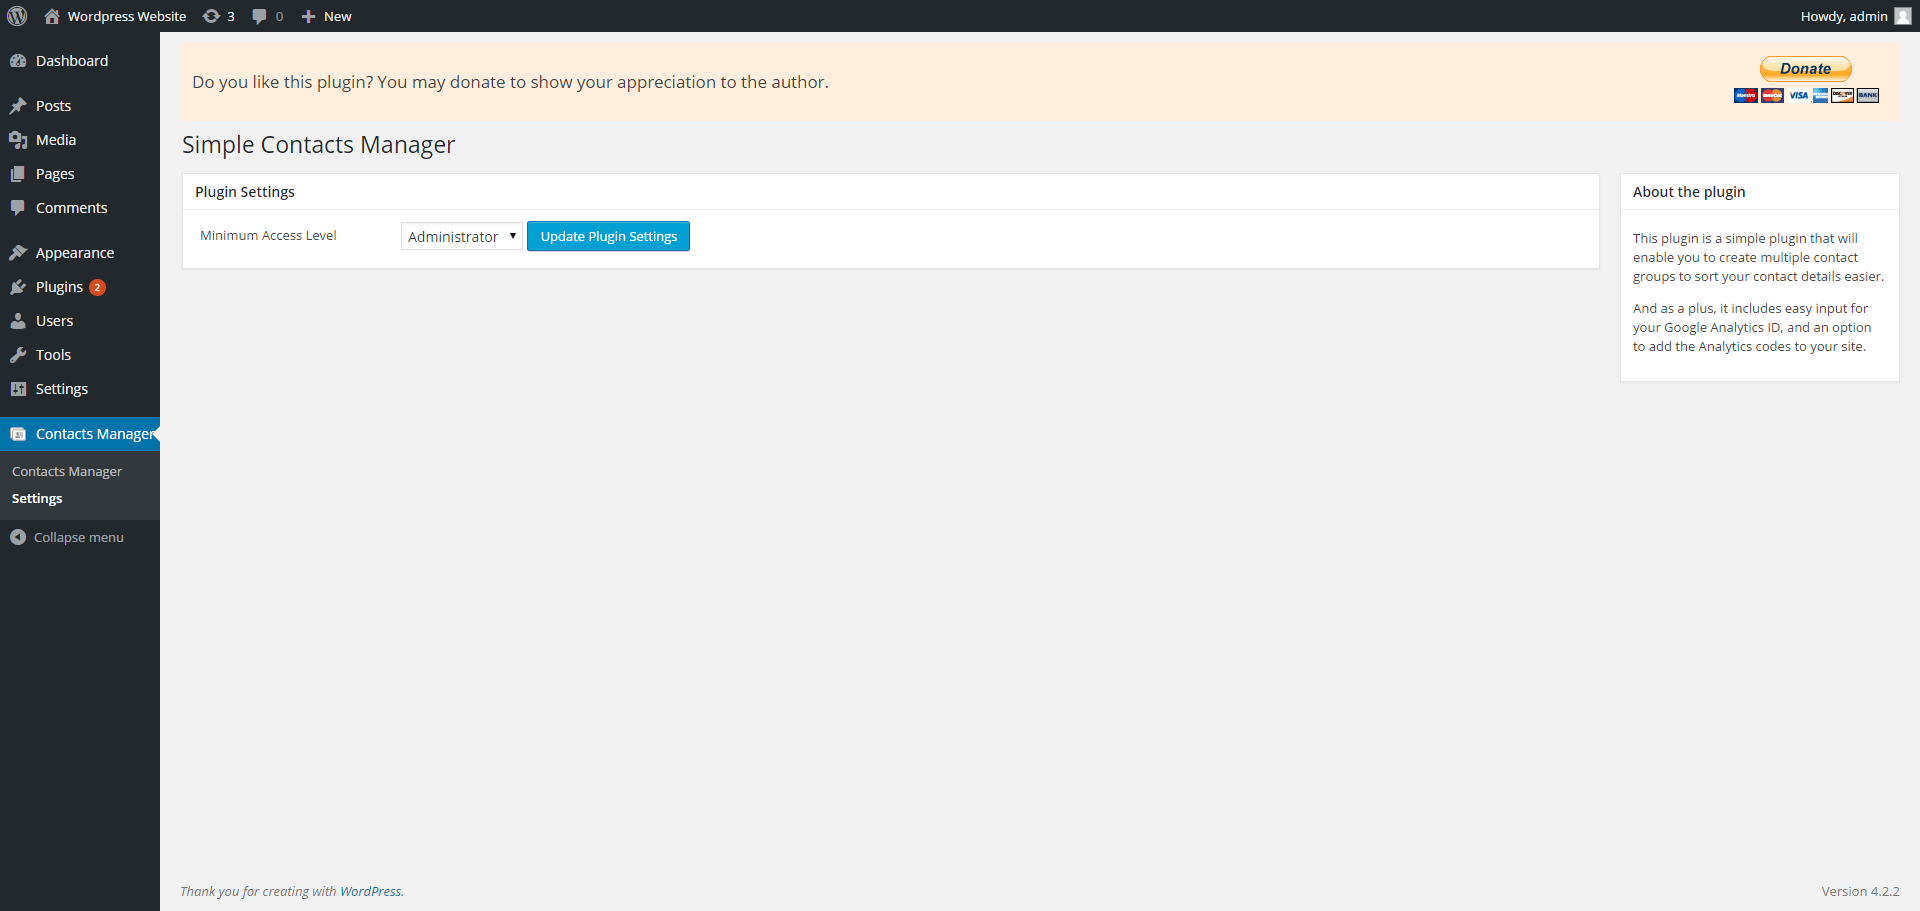 Wordpress Website 3 0 New Howdy, admin
Dashboard
Posts
Media
Pages
Comments
Appearance
Plugins 2
Users
Tools
Settings
Contacts Manager
Contacts Manager
Settings
Collapse menu
Do you like this plugin? You may donate to show your appreciation to the author.
Donate
VISA
BANK
Simple Contacts Manager
Plugin Settings
Minimum Access Level Administrator Update Plugin Settings
About the plugin
This plugin is a simple plugin that will
enable you to create multiple contact
groups to sort your contact details easier.
And as a plus, it includes easy input for
your Google Analytics ID, and an option
to add the Analytics codes to your site.
Thank you for creating with WordPress.
Version 4.2.2